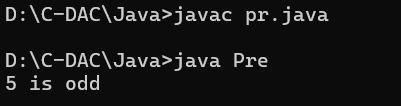 D:\C-DAC\Java>javac pr.java
D:\C-DAC\Java>java Pre
5 is odd